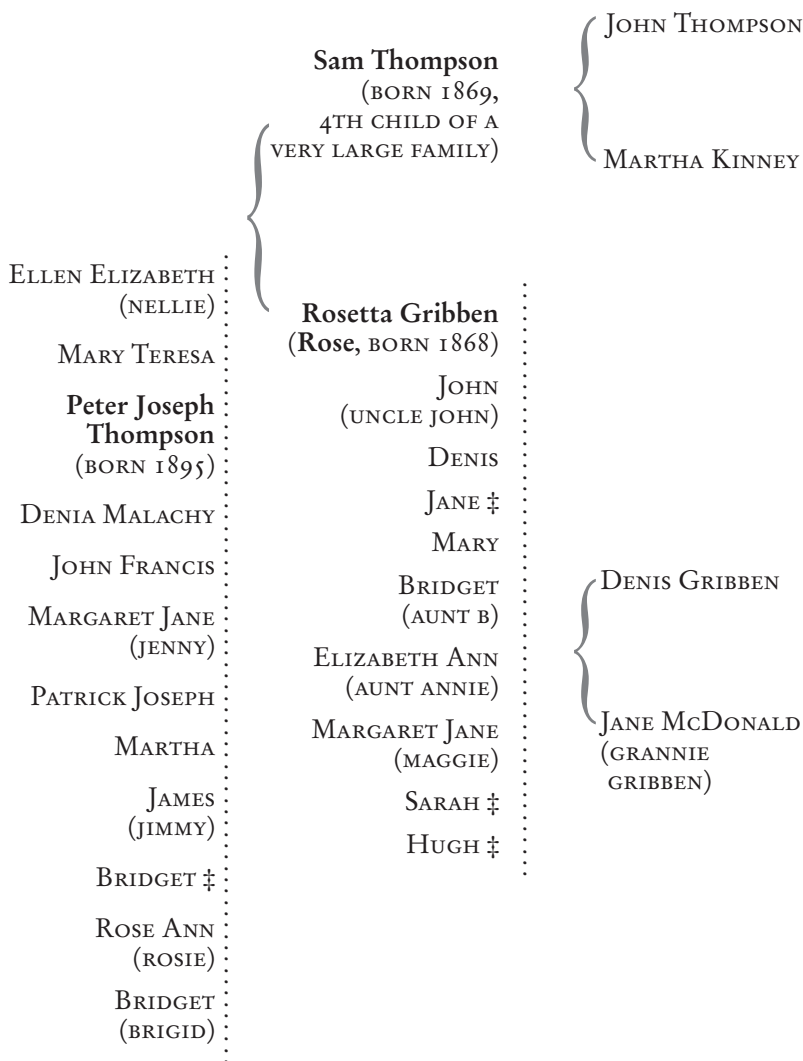 Sam Thompson
(born 1869,
4th child of a
very large family)
John Thompson
Martha Kinney
Ellen Elizabeth
(nellie)
Mary Teresa
Peter Joseph
Thompson
(born 1895)
Denia Malachy
John Francis
Margaret Jane
(jenny)
Patrick Joseph
Martha
James
(jimmy)
Bridget ‡
Rose Ann
(rosie)
Bridget
(brigid)
Rosetta Gribben
(Rose, born 1868)
John
(uncle john)
Denis
Jane ‡
Mary
Bridget
(aunt b)
Elizabeth Ann
(aunt annie)
Margaret Jane
(maggie)
Sarah ‡
Hugh ‡
Denis Gribben
Jane McDonald
(grannie
gribben)